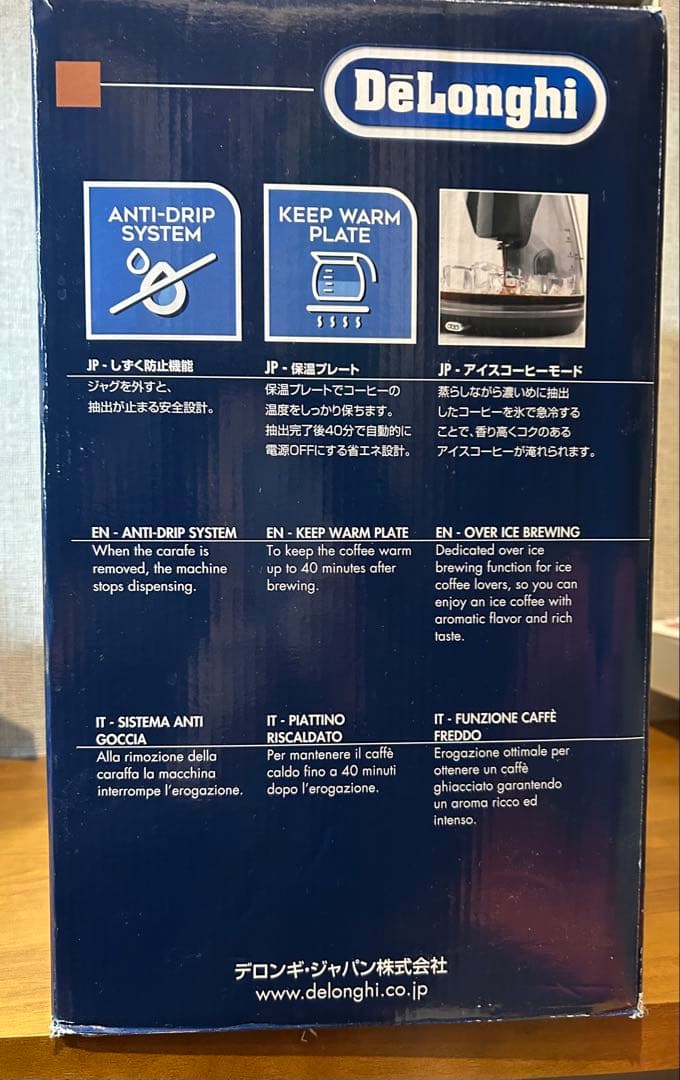 DēLonghi
ANTI-DRIP
SYSTEM
KEEP WARM
PLATE
JP - しずく防止機能
ジャグを外すと、
抽出が止まる安全設計。
JP - 保温プレート
保温プレートでコーヒーの
温度をしっかり保ちます。
抽出完了後40分で自動的に
電源OFFにする省エネ設計。
JP - アイスコーヒーモード
蒸らしながら濃いめに抽出
したコーヒーを氷で急冷する
ことで、香り高くコクのある
アイスコーヒーが淹れられます。
EN - ANTI-DRIP SYSTEM
When the carafe is
removed, the machine
stops dispensing.
EN - KEEP WARM PLATE
To keep the coffee warm
up to 40 minutes after
brewing.
EN - OVER ICE BREWING
Dedicated over ice
brewing function for ice
coffee lovers, so you can
enjoy an ice coffee with
aromatic flavor and rich
taste.
IT - SISTEMA ANTI
GOCCIA
Alla rimozione della
caraffa la macchina
interrompe l'erogazione.
IT - PIATTINO
RISCALDATO
Per mantenere il caffè
caldo fino a 40 minuti
dopo l'erogazione.
IT - FUNZIONE CAFFÈ
FREDDO
Erogazione ottimale per
ottenere un caffè
ghiacciato garantendo
un aroma ricco ed
intenso.
デロンギ・ジャパン株式会社
www.delonghi.co.jp